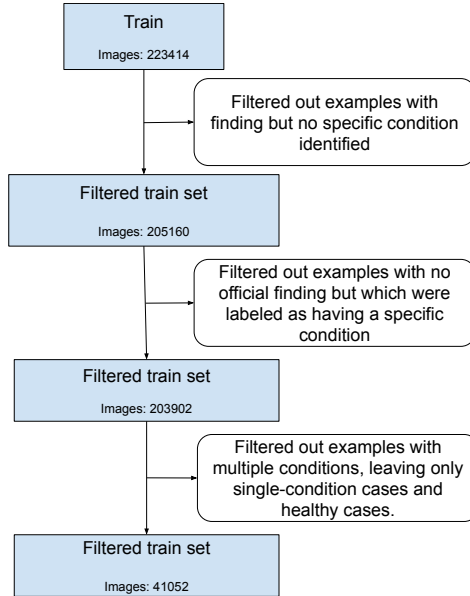 Train
Images: 223414
Filtered out examples with
finding but no specific condition
identified
Filtered train set
Images: 205160
Filtered out examples with no
official finding but which were
labeled as having a specific
condition
Filtered train set
Images: 203902
Filtered out examples with
multiple conditions, leaving only
single-condition cases and
healthy cases.
Filtered train set
Images: 41052